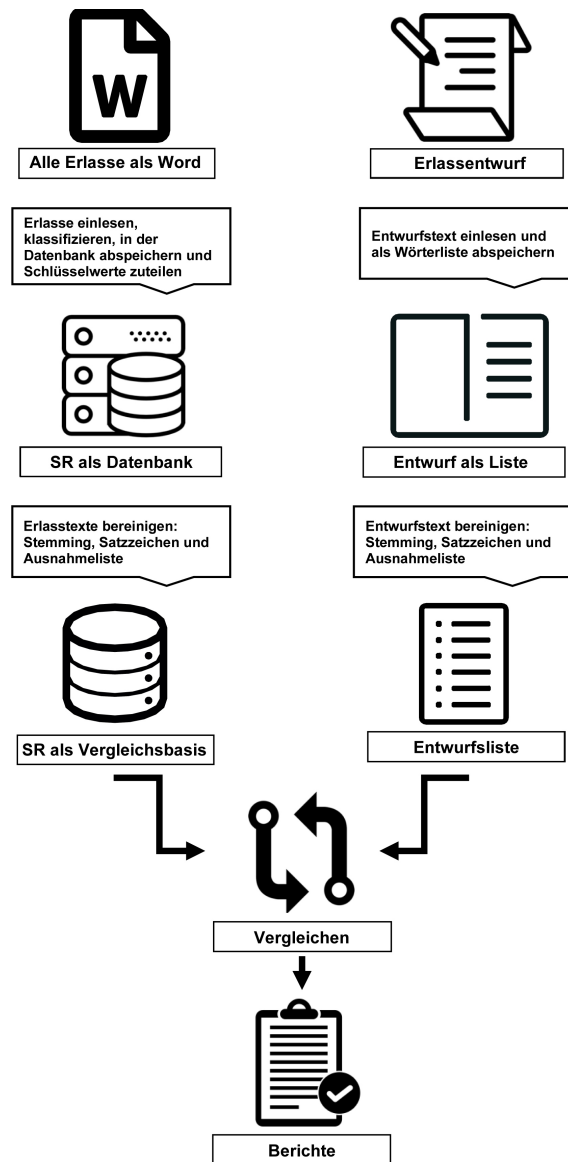 W
Alle Erlasse als Word
Erlassentwurf
Erlasse einlesen,
klassifizieren, in der
Datenbank abspeichern und
Schlüsselwerte zuteilen
Entwurfstext einlesen und
als Wörterliste abspeichern
SR als Datenbank
Entwurf als Liste
Erlasstexte bereinigen:
Stemming, Satzzeichen und
Ausnahmeliste
Entwurfstext bereinigen:
Stemming, Satzzeichen und
Ausnahmeliste
SR als Vergleichsbasis
Entwurfsliste
Vergleichen
Berichte